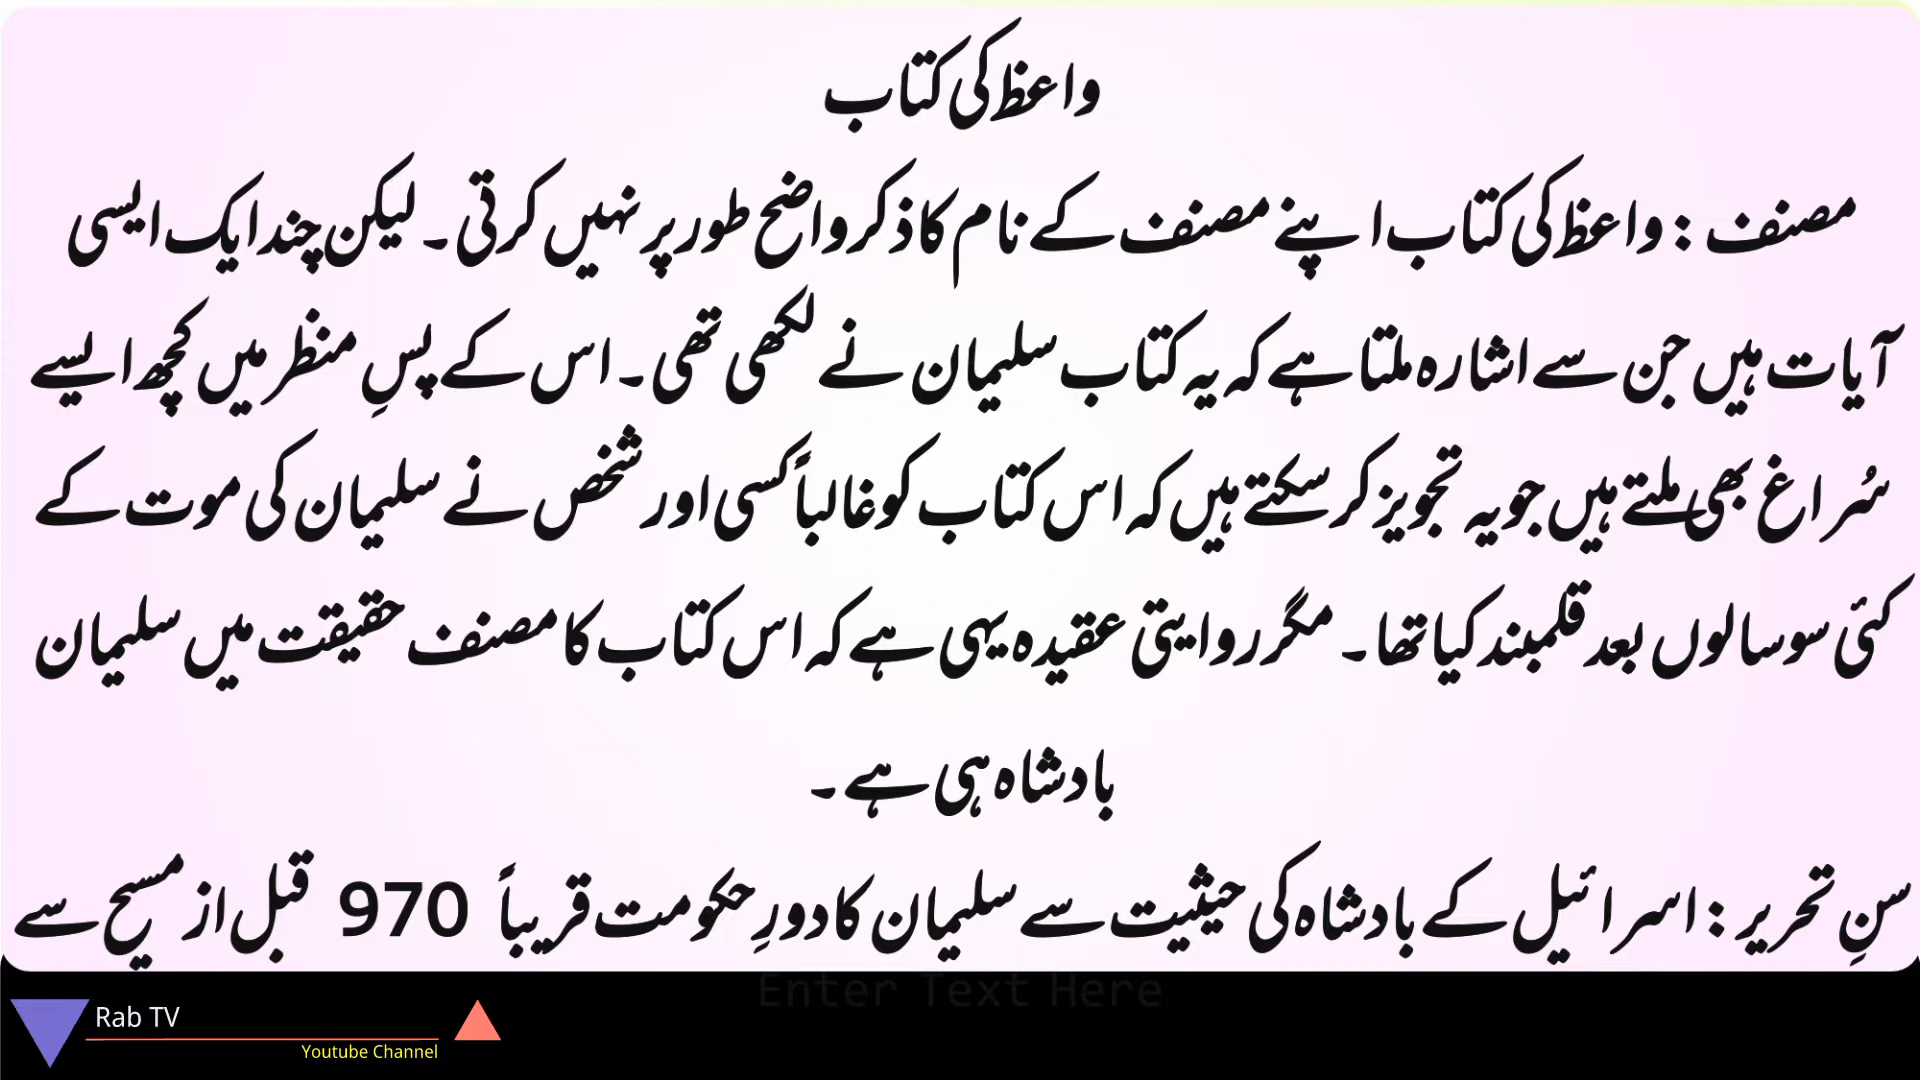 واعظ کی کتاب
مصنف : واعظ کی کتاب اپنے مصنف کے نام کا ذکر واضح طور پر نہیں کرتی۔ لیکن چند ایک ایسی
آیات ہیں جن سے اشارہ ملتا ہے کہ یہ کتاب سلیمان نے لکھی تھی۔ اس کے پسِ منظر میں کچھ ایسے
سُراغ بھی ملتے ہیں جو یہ تجویز کر سکتے ہیں کہ اس کتاب کو غالباً کسی اور شخص نے سلیمان کی موت کے
کئی سو سالوں بعد قلمبند کیا تھا۔ مگر روایتی عقیدہ یہی ہے کہ اس کتاب کا مصنف حقیقت میں سلیمان
بادشاہ ہی ہے۔
سنِ تحریر : اسرائیل کے بادشاہ کی حیثیت سے سلیمان کا دورِ حکومت قریباً 970 قبل از مسیح سے
Enter Text Here
Rab TV
Youtube Channel